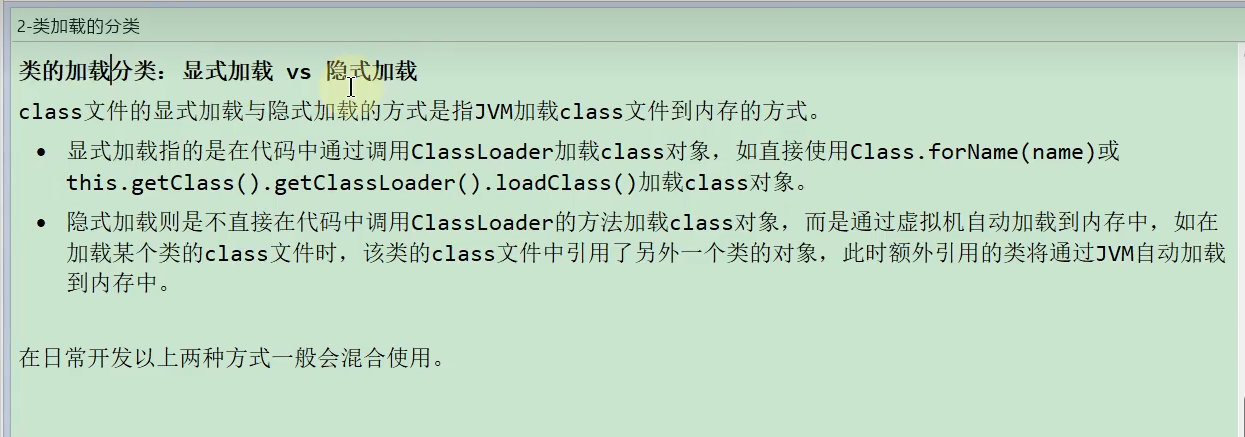 2-类加载的分类
类的加载分类：显式加载 vs 隐式加载
class文件的显式加载与隐式加载的方式是指JVM加载class文件到内存的方式。
• 显式加载指的是在代码中通过调用ClassLoader加载class对象，如直接使用Class.forName(name)或
this.getClass().getClassLoader().loadClass()加载class对象。
• 隐式加载则是不直接在代码中调用ClassLoader的方法加载class对象，而是通过虚拟机自动加载到内存中，如在
加载某个类的class文件时，该类的class文件中引用了另外一个类的对象，此时额外引用的类将通过JVM自动加载
到内存中。
在日常开发以上两种方式一般会混合使用。